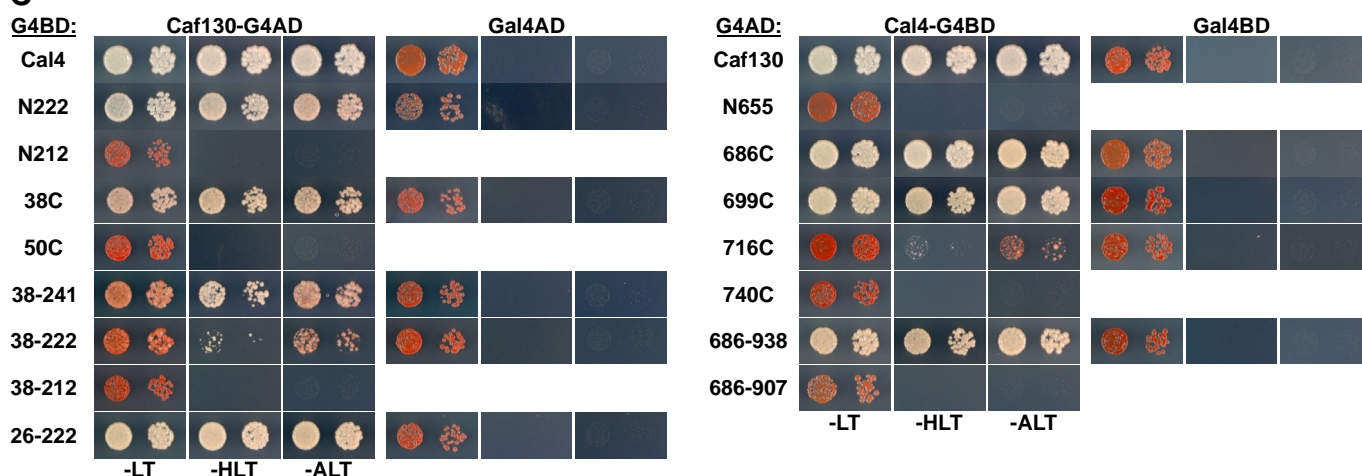 G4BD: Caf130-G4AD Gal4AD
Cal4
N222
N212
38C
50C
38-241
38-222
38-212
26-222
-LT -HLT -ALT
G4AD: Cal4-G4BD Gal4BD
Caf130
N655
686C
699C
716C
740C
686-938
686-907
-LT -HLT -ALT